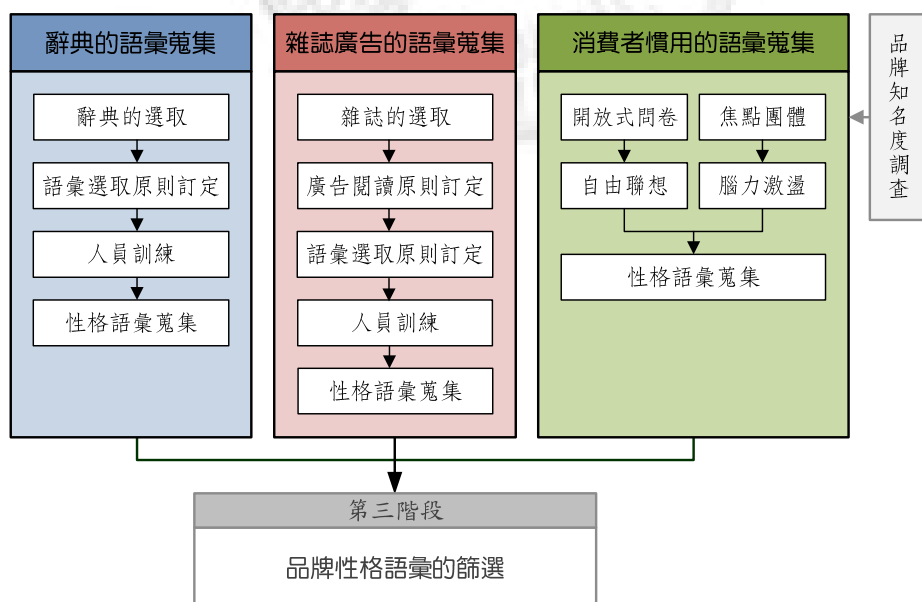 辭典的語彙蒐集
辭典的選取
語彙選取原則訂定
人員訓練
性格語彙蒐集
雜誌廣告的語彙蒐集
雜誌的選取
廣告閱讀原則訂定
語彙選取原則訂定
人員訓練
性格語彙蒐集
消費者慣用的語彙蒐集
開放式問卷
焦點團體
自由聯想
腦力激盪
性格語彙蒐集
品牌知名度調查
第三階段
品牌性格語彙的篩選